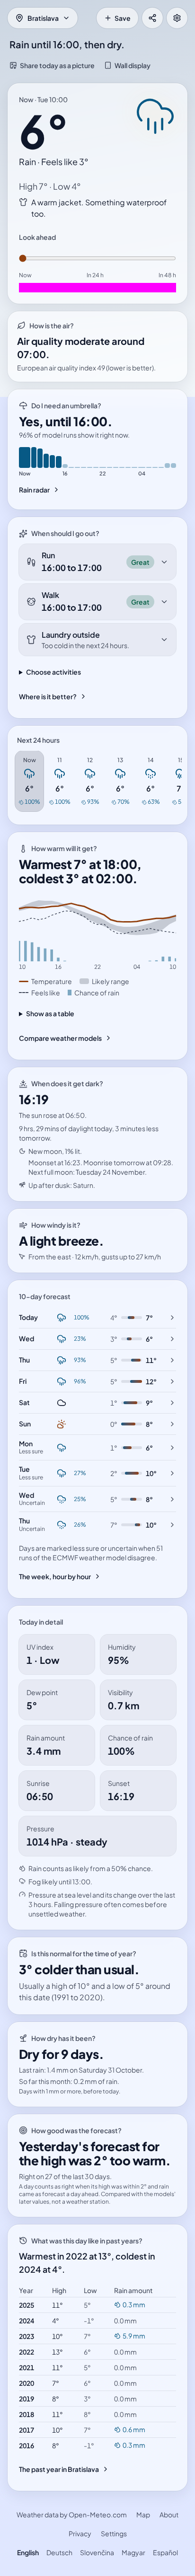 Bratislava
Save
Rain until 16:00, then dry.
Share today as a picture
Wall display
Now · Tue 10:00
6°
Rain · Feels like 3°
High 7° · Low 4°
A warm jacket. Something waterproof
too.
Look ahead
Now
In 24 h
In 48 h
How is the air?
Air quality moderate around
07:00.
European air quality index 49 (lower is better).
Do I need an umbrella?
Yes, until 16:00.
96% of model runs show it right now.
Now 16 22 04
Rain radar
When should I go out?
Run
16:00 to 17:00
Great
Walk
16:00 to 17:00
Great
Laundry outside
Too cold in the next 24 hours.
Choose activities
Where is it better?
Next 24 hours
Now 11 12 13 14
6° 6° 6° 6° 6° 7
100% 100% 93% 70% 63% 5
How warm will it get?
Warmest 7° at 18:00,
coldest 3° at 02:00.
10 16 22 04 10
Temperature
Likely range
Feels like
Chance of rain
Show as a table
Compare weather models
When does it get dark?
16:19
The sun rose at 06:50.
9 hrs, 29 mins of daylight today, 3 minutes less
tomorrow.
New moon, 1% lit.
Moonset at 16:23. Moonrise tomorrow at 09:28.
Next full moon: Tuesday 24 November.
Up after dusk: Saturn.
How windy is it?
A light breeze.
From the east · 12 km/h, gusts up to 27 km/h
10-day forecast
Today 100% 4° 7°
Wed 23% 3° 6°
Thu 93% 5° 11°
Fri 96% 5° 12°
Sat 1° 9°
Sun 0° 8°
Mon
Less sure
1° 6°
Tue
Less sure
27% 2° 10°
Wed
Uncertain
25% 5° 8°
Thu
Uncertain
26% 7° 10°
Days are marked less sure or uncertain when 51
runs of the ECMWF weather model disagree.
The week, hour by hour
Today in detail
UV index
1 · Low
Humidity
95%
Dew point
5°
Visibility
0.7 km
Rain amount
3.4 mm
Chance of rain
100%
Sunrise
06:50
Sunset
16:19
Pressure
1014 hPa · steady
Rain counts as likely from a 50% chance.
Fog likely until 13:00.
Pressure at sea level and its change over the last
3 hours. Falling pressure often comes before
unsettled weather.
Is this normal for the time of year?
3° colder than usual.
Usually a high of 10° and a low of 5° around
this date (1991 to 2020).
How dry has it been?
Dry for 9 days.
Last rain: 1.4 mm on Saturday 31 October.
So far this month: 0.2 mm of rain.
Days with 1 mm or more, before today.
How good was the forecast?
Yesterday's forecast for
the high was 2° too warm.
Right on 27 of the last 30 days.
A day counts as right when its high was within 2° and rain
came as forecast a day ahead. Compared with the models'
later values, not a weather station.
What was this day like in past years?
Warmest in 2022 at 13°, coldest in
2024 at 4°.
Year High Low Rain amount
2025 11° 5° 0.3 mm
2024 4° -1° 0.0 mm
2023 10° 7° 5.9 mm
2022 13° 6° 0.0 mm
2021 11° 5° 0.0 mm
2020 7° 6° 0.0 mm
2019 8° 3° 0.0 mm
2018 11° 8° 0.0 mm
2017 10° 7° 0.6 mm
2016 8° -1° 0.3 mm
The past year in Bratislava
Weather data by Open-Meteo.com
Map
About
Privacy
Settings
English
Deutsch
Slovenčina
Magyar
Español